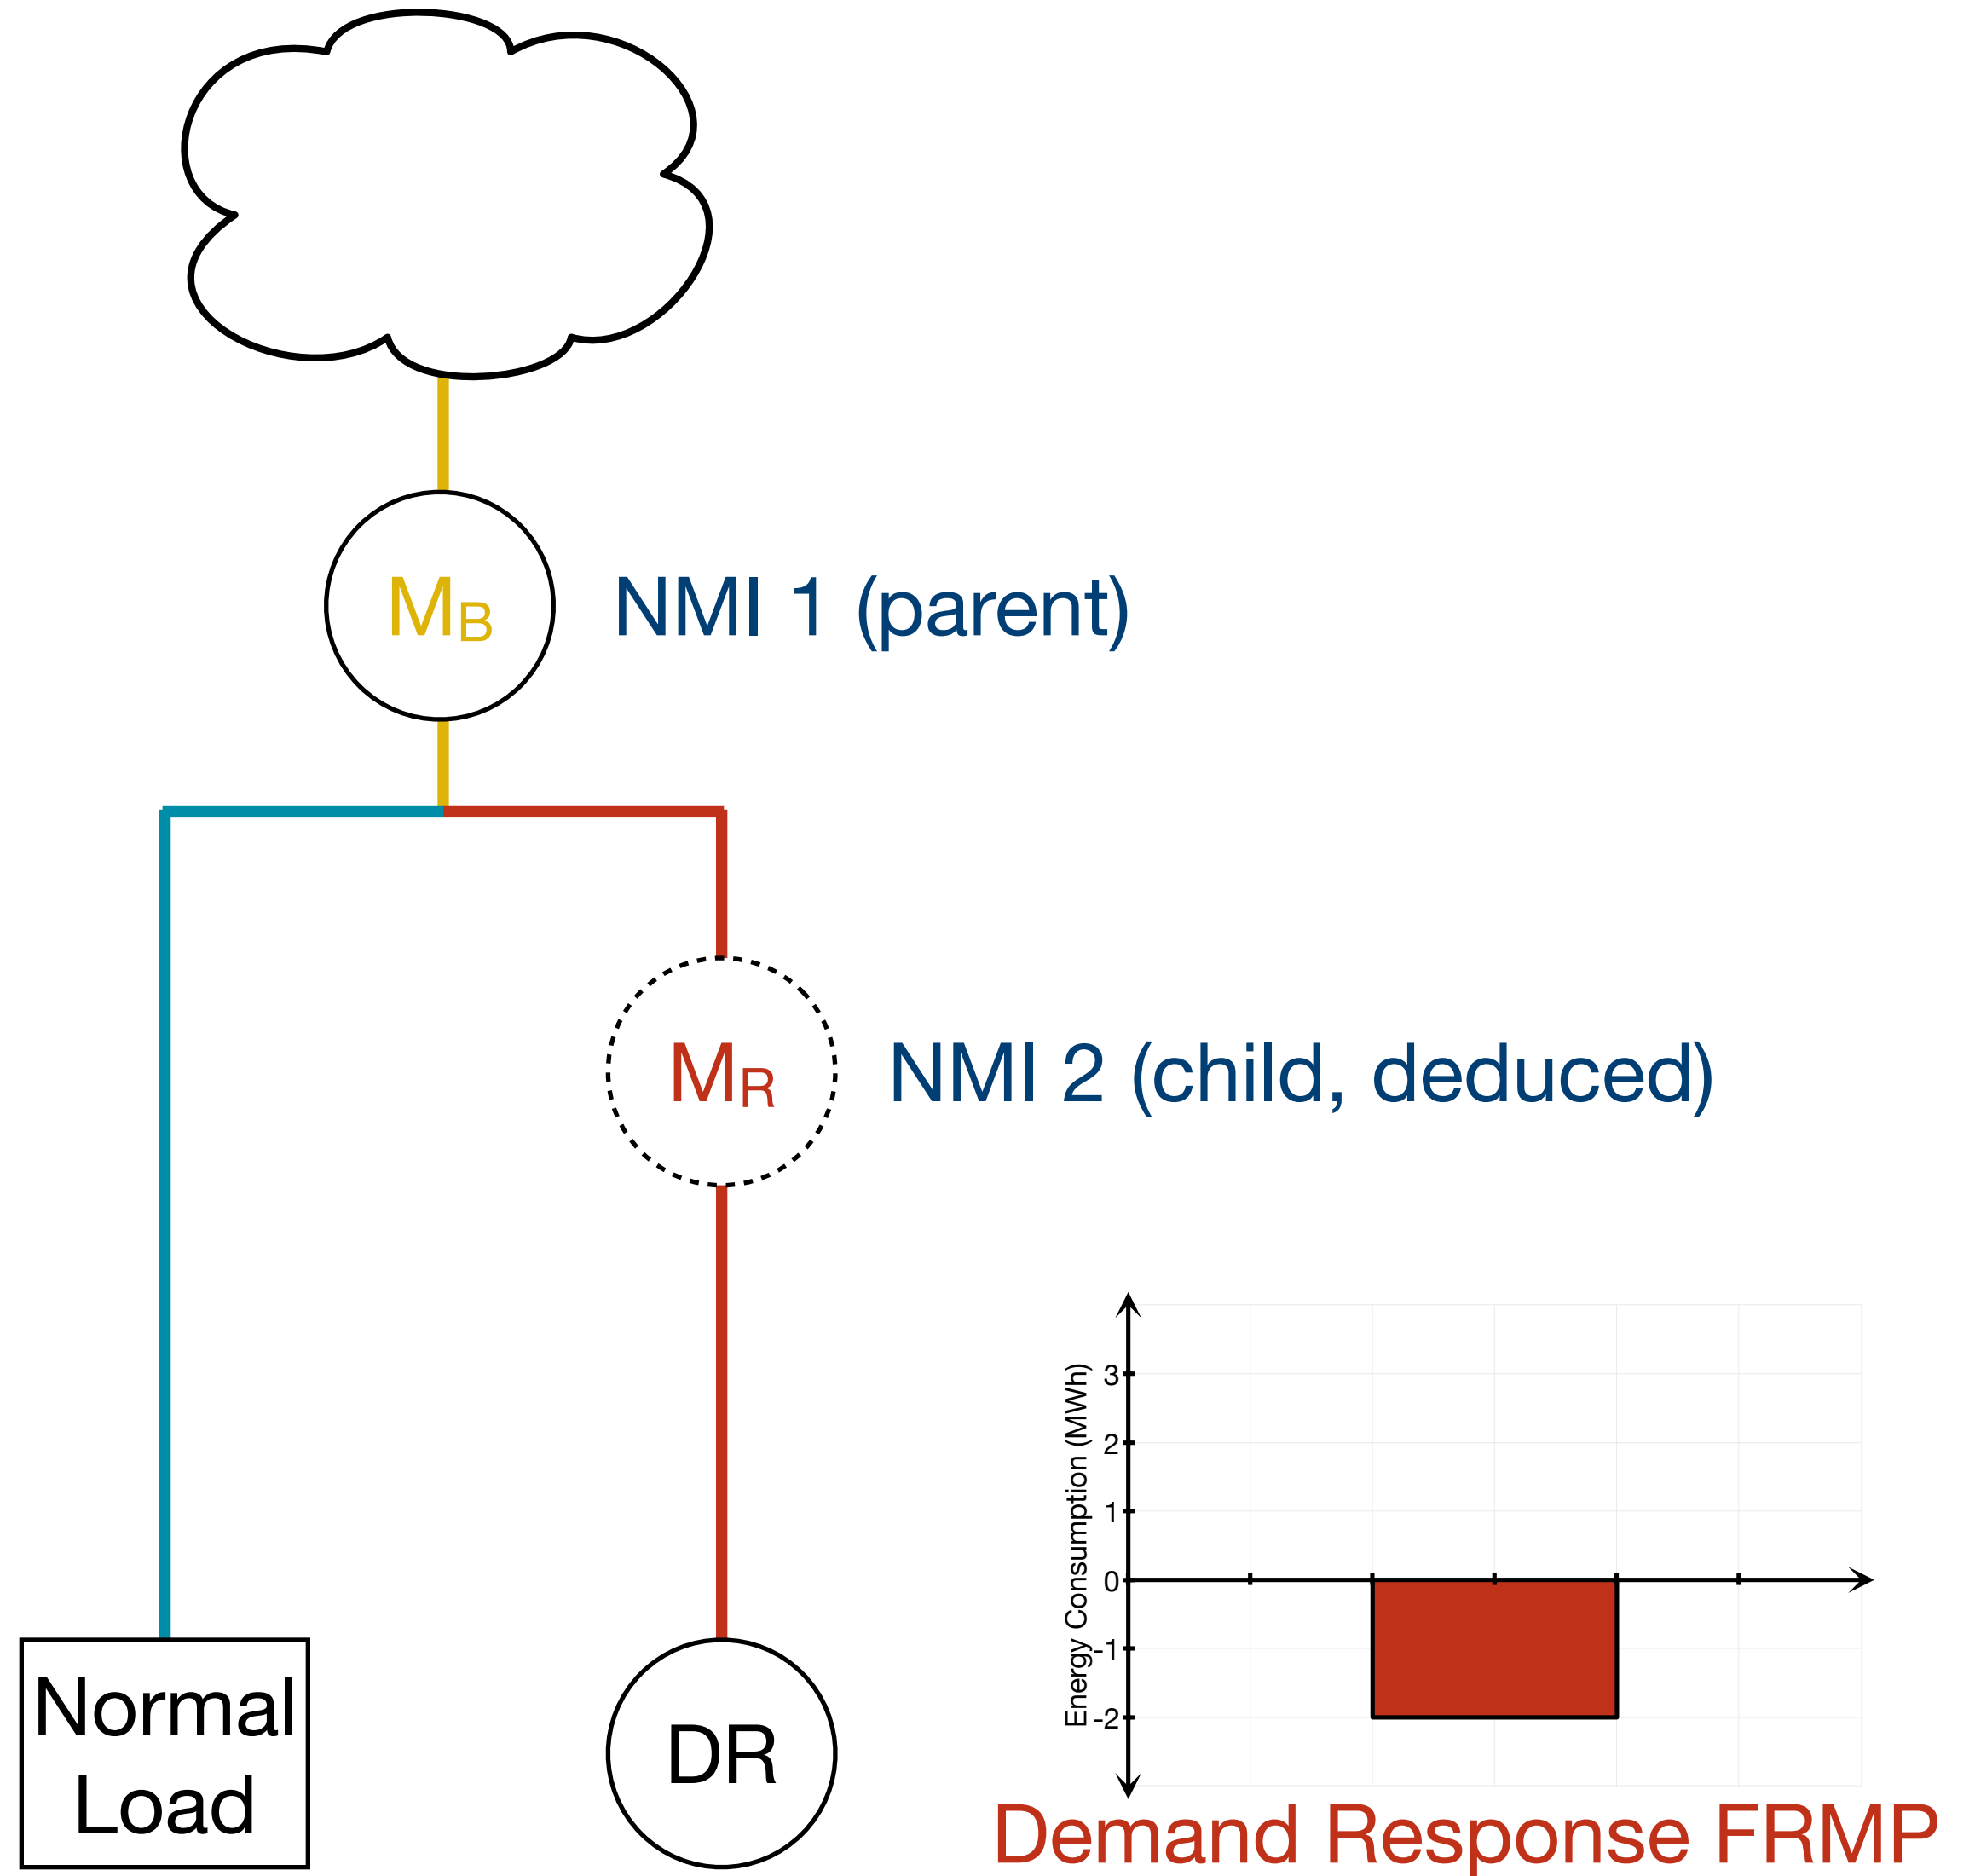 MB
NMI 1 (parent)
MR
NMI 2 (child, deduced)
Energy Consumption (MWh)
3
2
1
0
-1
-2
Normal
Load
DR
Demand Response FRMP